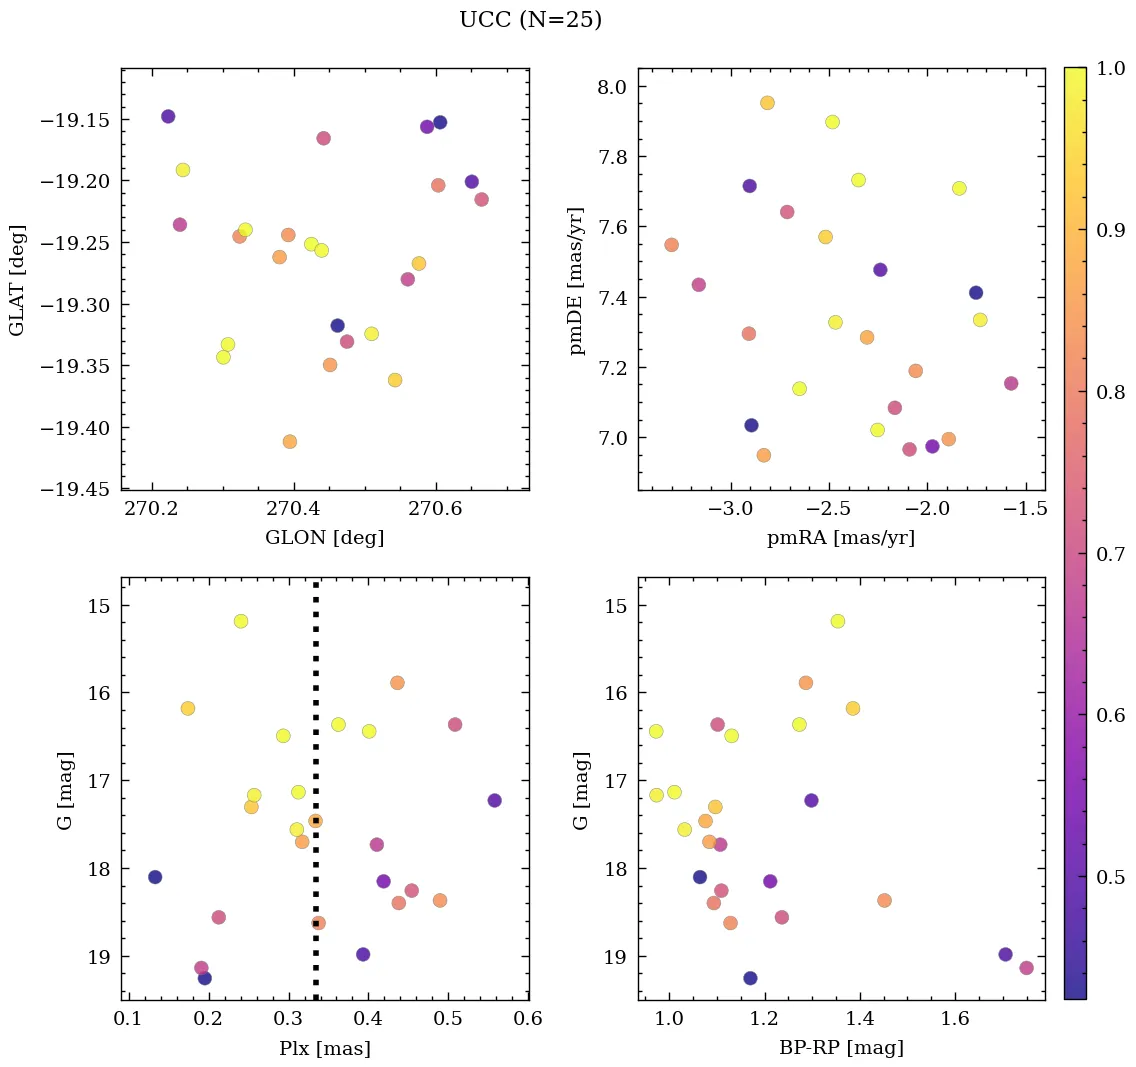 UCC (N=25)
−19.15
−19.20
−19.25
−19.30
−19.35
−19.40
−19.45
GLAT [deg]
270.2 270.4 270.6
GLON [deg]
8.0
7.8
7.6
7.4
7.2
7.0
pmDE [mas/yr]
−3.0 −2.5 −2.0 −1.5
pmRA [mas/yr]
15
16
17
18
19
G [mag]
0.1 0.2 0.3 0.4 0.5 0.6
Plx [mas]
15
16
17
18
19
G [mag]
1.0 1.2 1.4 1.6
BP-RP [mag]
1.0
0.9
0.8
0.7
0.6
0.5